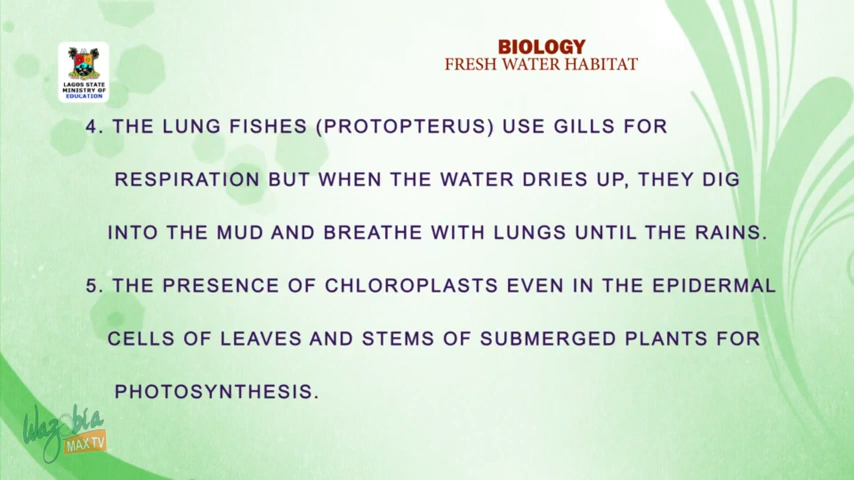 BIOLOGY
FRESH WATER HABITAT
LAGOS STATE
MINISTRY OF
EDUCATION
4. THE LUNG FISHES (PROTOPTERUS) USE GILLS FOR
RESPIRATION BUT WHEN THE WATER DRIES UP, THEY DIG
INTO THE MUD AND BREATHE WITH LUNGS UNTIL THE RAINS.
5. THE PRESENCE OF CHLOROPLASTS EVEN IN THE EPIDERMAL
CELLS OF LEAVES AND STEMS OF SUBMERGED PLANTS FOR
PHOTOSYNTHESIS.
Wazobia
MAX TV